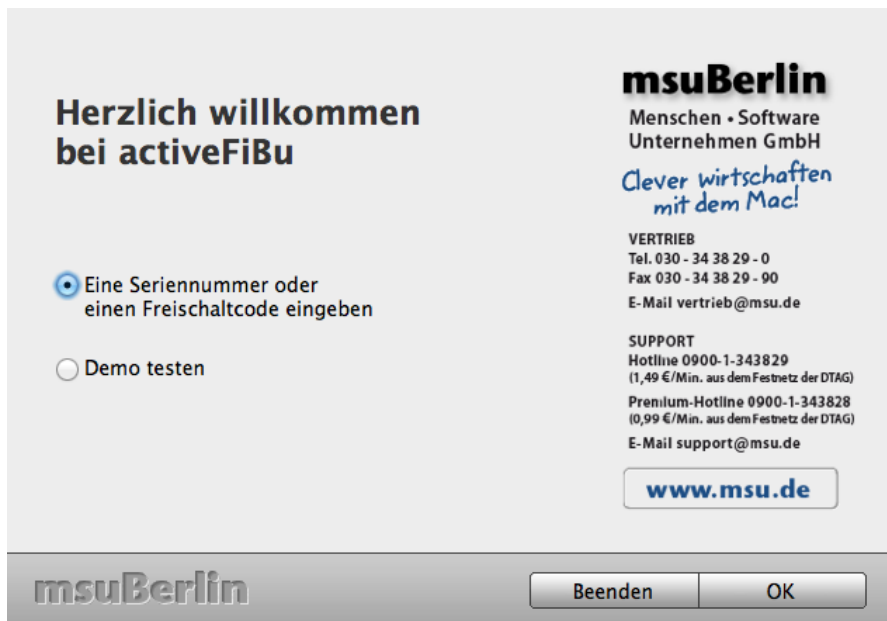 Herzlich willkommen
bei activeFiBu
Eine Seriennummer oder
einen Freischaltcode eingeben
Demo testen
msuBerlin
Menschen • Software
Unternehmen GmbH
Clever wirtschaften
mit dem Mac!
VERTRIEB
Tel. 030 - 34 38 29 - 0
Fax 030 - 34 38 29 - 90
E-Mail vertrieb@msu.de
SUPPORT
Hotline 0900-1-343829
(1,49 €/Min. aus dem Festnetz der DTAG)
Premium-Hotline 0900-1-343828
(0,99 €/Min. aus dem Festnetz der DTAG)
E-Mail support@msu.de
www.msu.de
msuBerlin
Beenden
OK